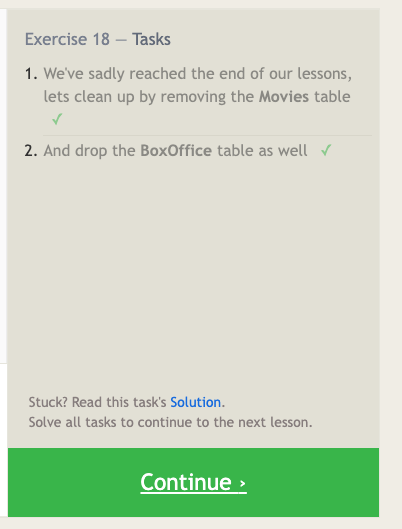 Exercise 18 — Tasks
1. We've sadly reached the end of our lessons,
lets clean up by removing the Movies table
✓
2. And drop the BoxOffice table as well ✓
Stuck? Read this task's Solution.
Solve all tasks to continue to the next lesson.
Continue ›